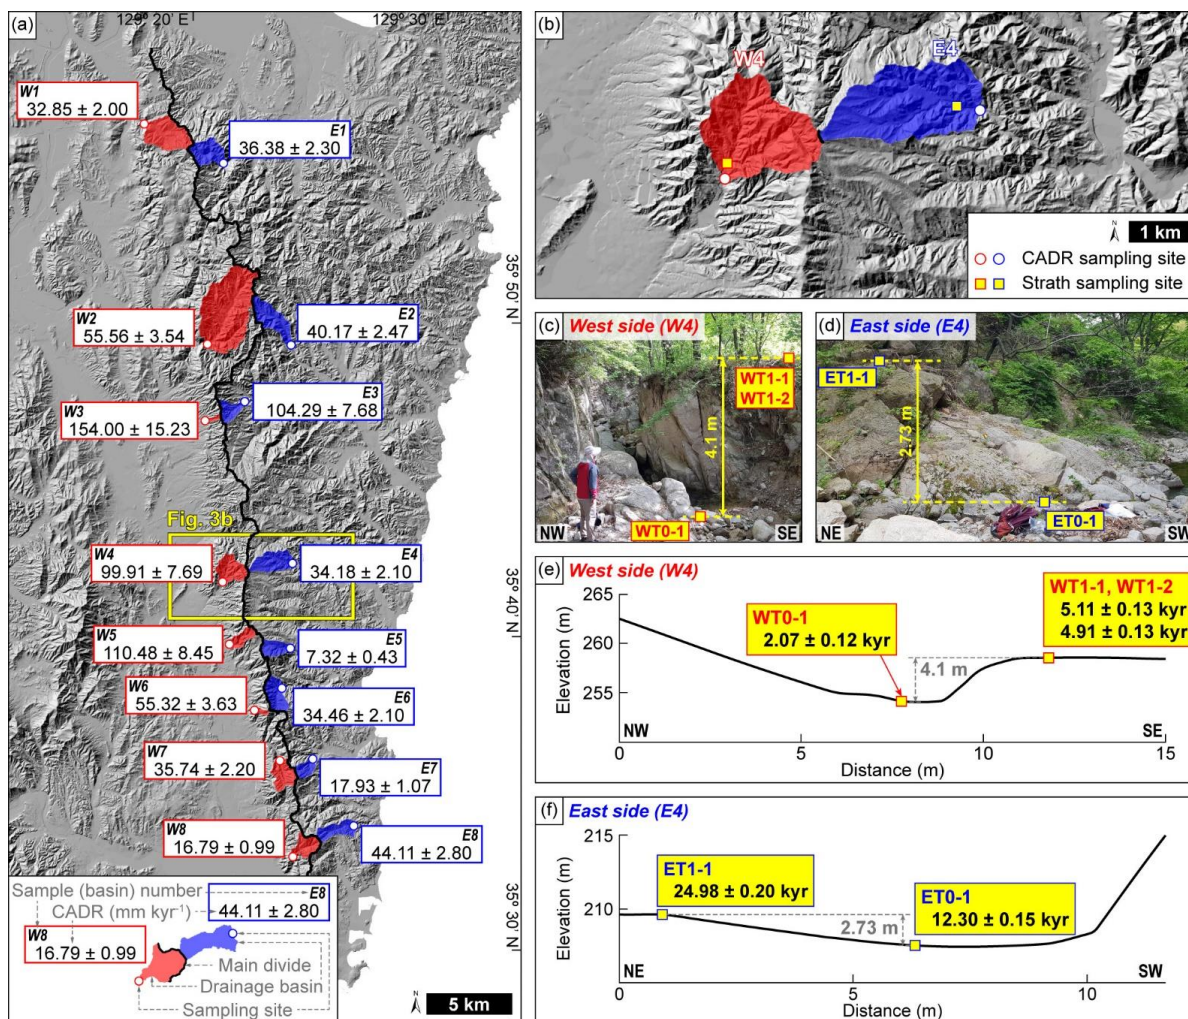 (a)
129° 20' E
129° 30' E
W1
32.85 ± 2.00
E1
36.38 ± 2.30
35° 50' N
W2
55.56 ± 3.54
E2
40.17 ± 2.47
E3
104.29 ± 7.68
W3
154.00 ± 15.23
Fig. 3b
W4
99.91 ± 7.69
E4
34.18 ± 2.10
35° 40' N
W5
110.48 ± 8.45
E5
7.32 ± 0.43
W6
55.32 ± 3.63
E6
34.46 ± 2.10
W7
35.74 ± 2.20
E7
17.93 ± 1.07
W8
16.79 ± 0.99
E8
44.11 ± 2.80
35° 30' N
Sample (basin) number
E8
CADR (mm kyr⁻¹)
44.11 ± 2.80
W8
16.79 ± 0.99
Main divide
Drainage basin
Sampling site
N
5 km
(b)
W4
E4
N
1 km
CADR sampling site
Strath sampling site
(c) West side (W4)
WT1-1
WT1-2
4.1 m
WT0-1
NW
SE
(d) East side (E4)
ET1-1
2.73 m
ET0-1
NE
SW
(e) West side (W4)
265
260
255
Elevation (m)
WT0-1
2.07 ± 0.12 kyr
WT1-1, WT1-2
5.11 ± 0.13 kyr
4.91 ± 0.13 kyr
4.1 m
NW
SE
0
5
10
15
Distance (m)
(f) East side (E4)
215
210
Elevation (m)
ET1-1
24.98 ± 0.20 kyr
ET0-1
12.30 ± 0.15 kyr
2.73 m
NE
SW
0
5
10
Distance (m)